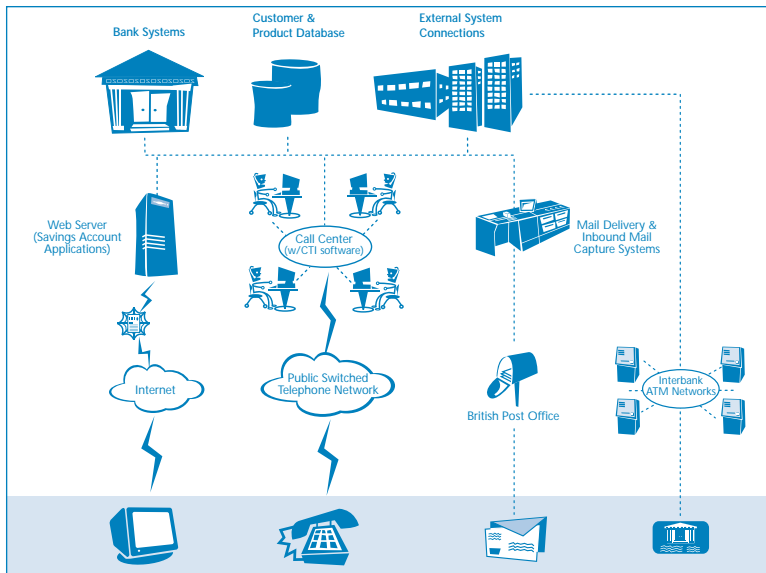 Bank Systems
Customer &
Product Database
External System
Connections
Web Server
(Savings Account
Applications)
Call Center
(w/CTI software)
Mail Delivery &
Inbound Mail
Capture Systems
Internet
Public Switched
Telephone Network
British Post Office
Interbank
ATM Networks